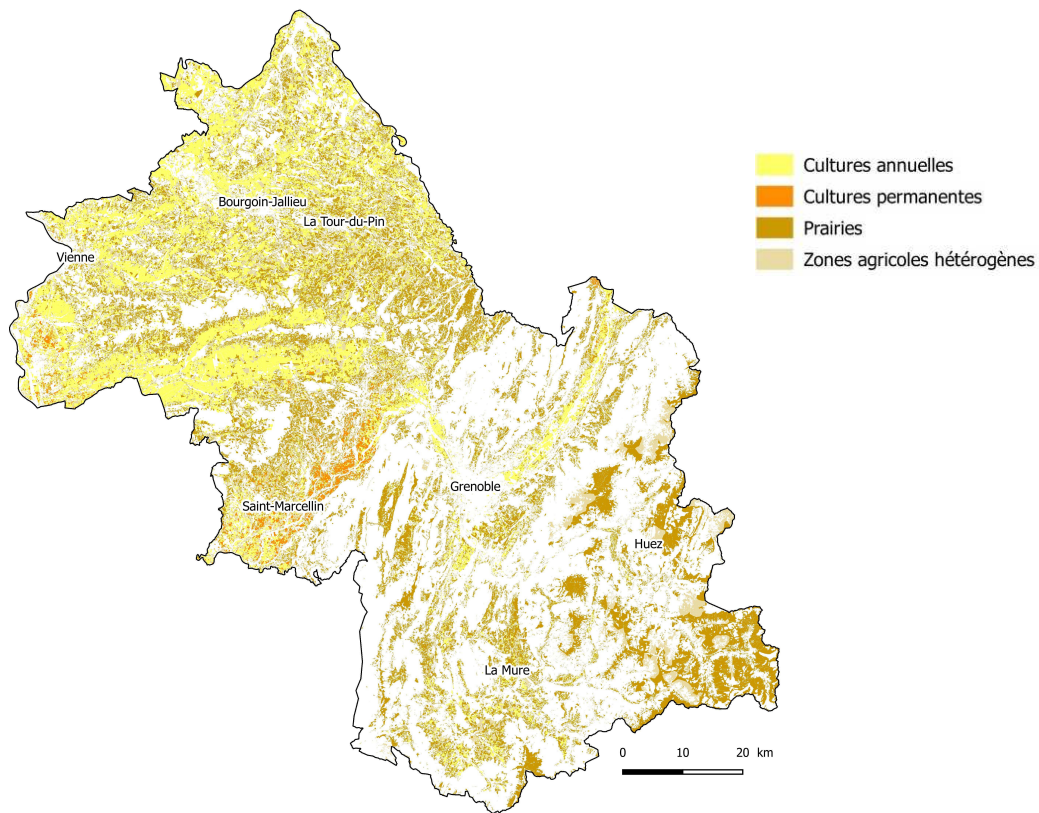 Cultures annuelles
Cultures permanentes
Prairies
Zones agricoles hétérogènes
Bourgoin-Jallieu
La Tour-du-Pin
Vienne
Grenoble
Saint-Marcellin
Huez
La Mure
0 10 20 km